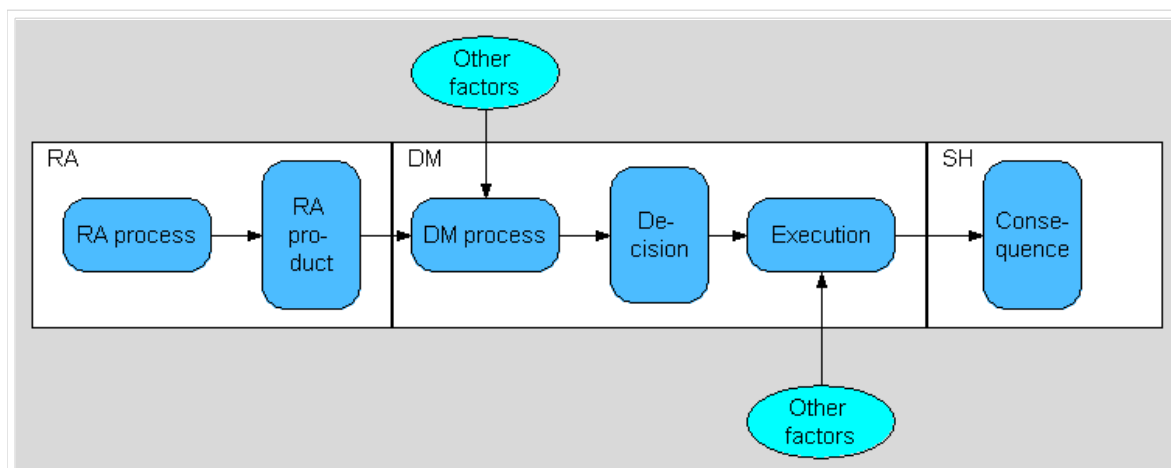 Other
factors
RA
DM
SH
RA process
RA
pro-
duct
DM process
De-
cision
Execution
Conse-
quence
Other
factors